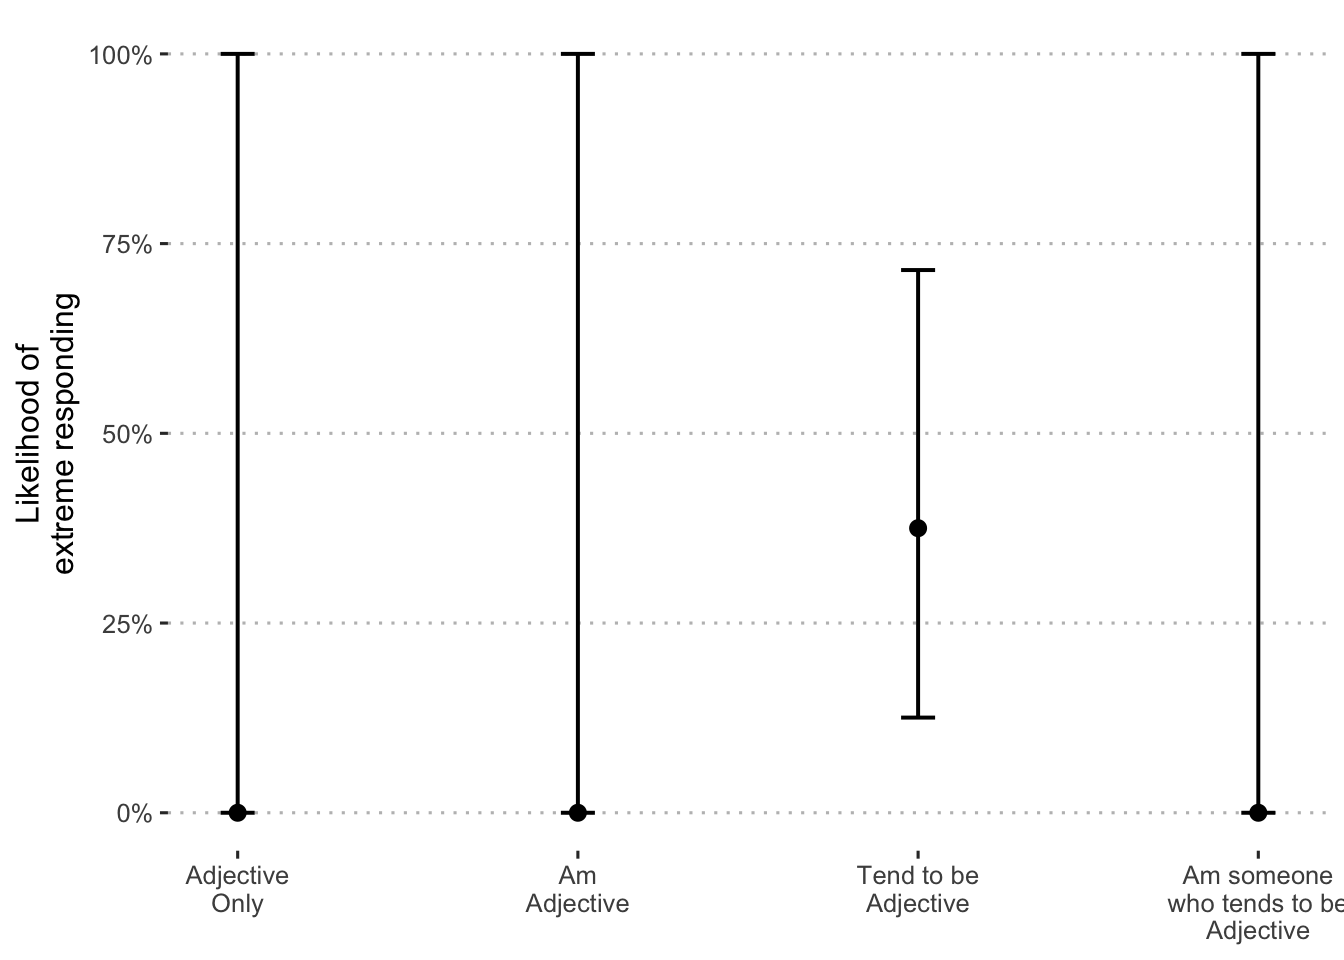 Likelihood of
extreme responding
100%
75%
50%
25%
0%
Adjective
Only
Am
Adjective
Tend to be
Adjective
Am someone
who tends to be
Adjective